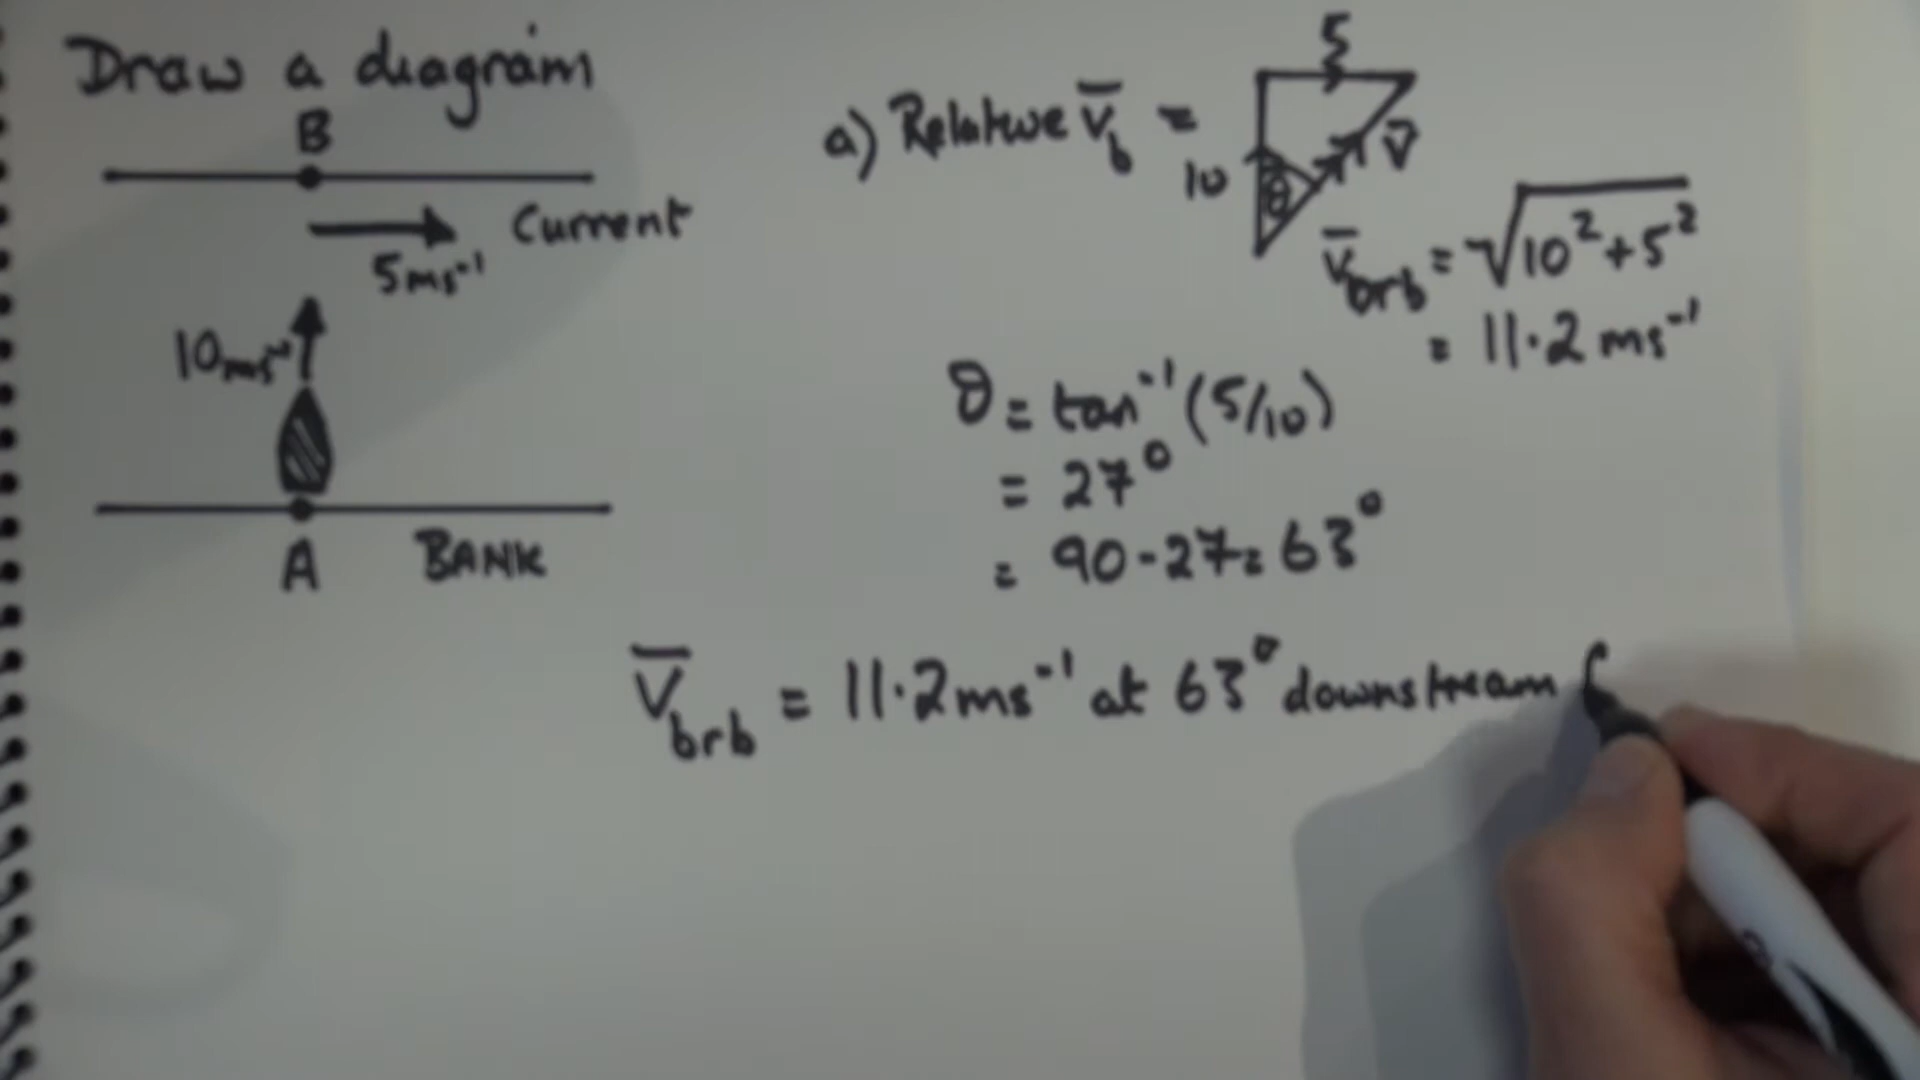 Draw a diagram
B
Current
5ms⁻¹
10ms⁻¹
A BANK
a) Relative V̅b =
5
10
θ
V̅
V̅brb = √10² + 5²
= 11.2 ms⁻¹
θ = tan⁻¹ (5/10)
= 27°
= 90 - 27 = 63°
V̅brb = 11.2ms⁻¹ at 63° downstream f